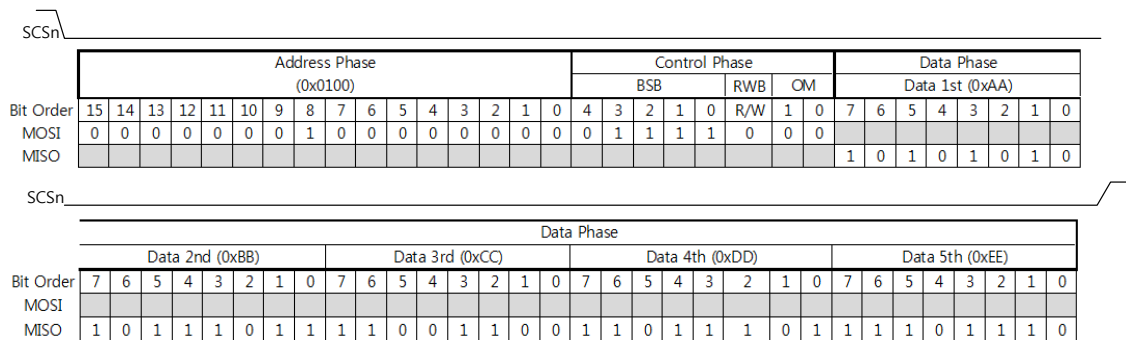 SCSn
Address Phase Control Phase Data Phase
(0x0100) BSB RWB OM Data 1st (0xAA)
Bit Order 15 14 13 12 11 10 9 8 7 6 5 4 3 2 1 0 4 3 2 1 0 R/W 1 0 7 6 5 4 3 2 1 0
MOSI 0 0 0 0 0 0 0 1 0 0 0 0 0 0 0 0 0 1 1 1 1 0 0 0
MISO 1 0 1 0 1 0 1 0
SCSn
Data Phase
Data 2nd (0xBB) Data 3rd (0xCC) Data 4th (0xDD) Data 5th (0xEE)
Bit Order 7 6 5 4 3 2 1 0 7 6 5 4 3 2 1 0 7 6 5 4 3 2 1 0 7 6 5 4 3 2 1 0
MOSI
MISO 1 0 1 1 1 0 1 1 1 1 0 0 1 1 0 0 1 1 0 1 1 1 0 1 1 1 1 0 1 1 1 0